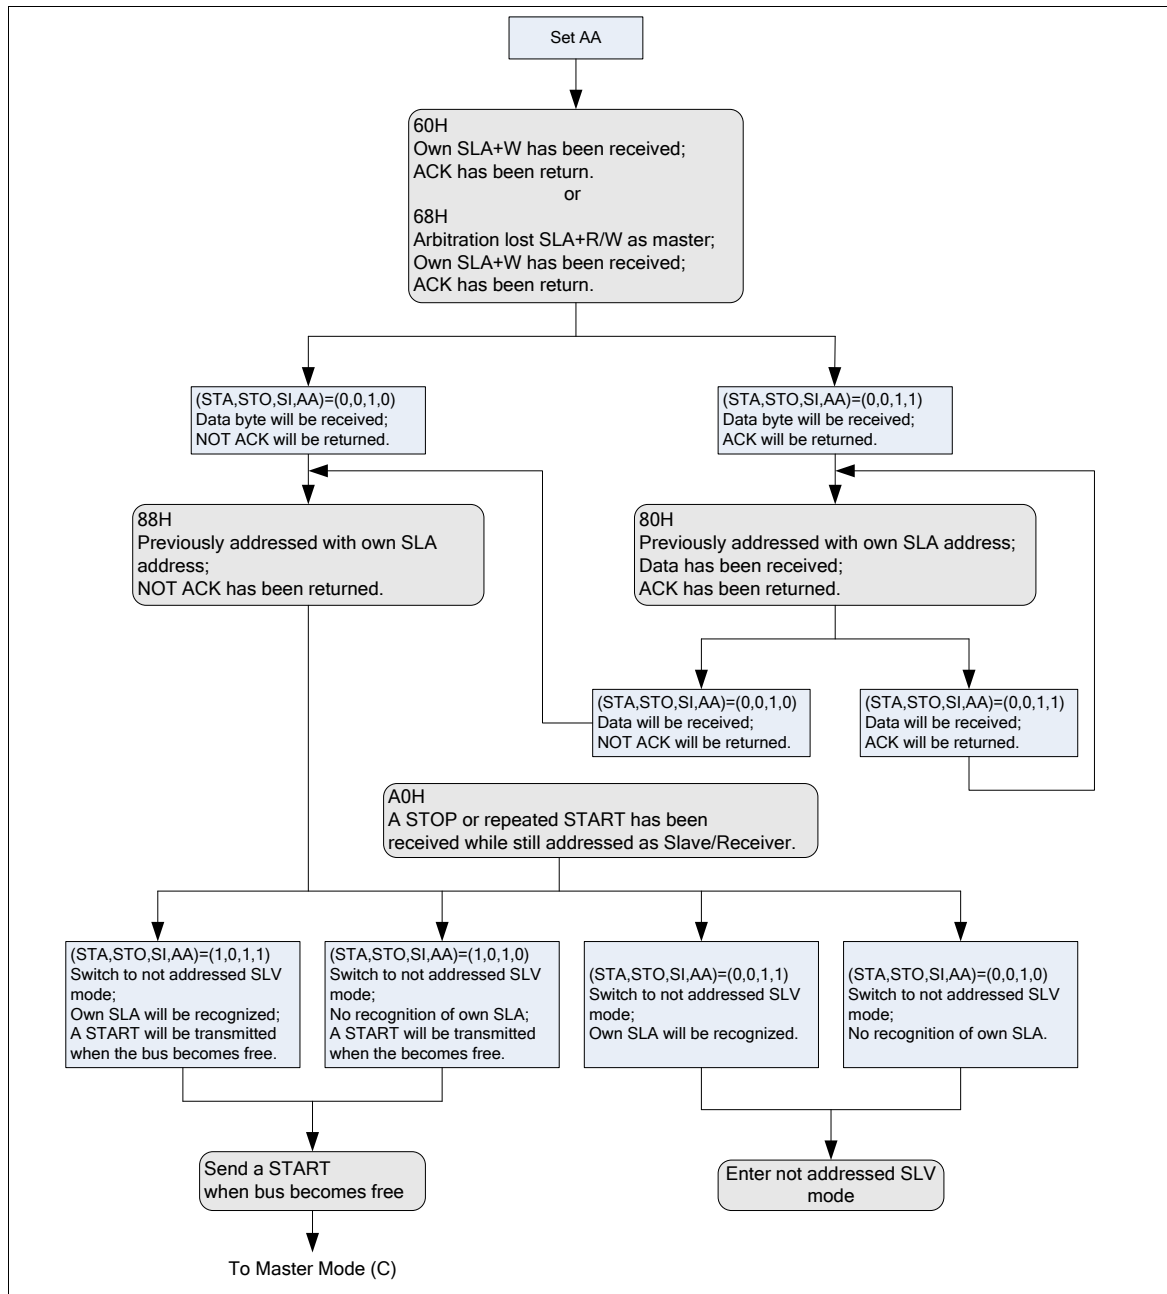 Set AA
60H
Own SLA+W has been received;
ACK has been return.
or
68H
Arbitration lost SLA+R/W as master;
Own SLA+W has been received;
ACK has been return.
(STA,STO,SI,AA)=(0,0,1,0)
Data byte will be received;
NOT ACK will be returned.
(STA,STO,SI,AA)=(0,0,1,1)
Data byte will be received;
ACK will be returned.
88H
Previously addressed with own SLA
address;
NOT ACK has been returned.
80H
Previously addressed with own SLA address;
Data has been received;
ACK has been returned.
(STA,STO,SI,AA)=(0,0,1,0)
Data will be received;
NOT ACK will be returned.
(STA,STO,SI,AA)=(0,0,1,1)
Data will be received;
ACK will be returned.
A0H
A STOP or repeated START has been
received while still addressed as Slave/Receiver.
(STA,STO,SI,AA)=(1,0,1,1)
Switch to not addressed SLV
mode;
Own SLA will be recognized;
A START will be transmitted
when the bus becomes free.
(STA,STO,SI,AA)=(1,0,1,0)
Switch to not addressed SLV
mode;
No recognition of own SLA;
A START will be transmitted
when the becomes free.
(STA,STO,SI,AA)=(0,0,1,1)
Switch to not addressed SLV
mode;
Own SLA will be recognized.
(STA,STO,SI,AA)=(0,0,1,0)
Switch to not addressed SLV
mode;
No recognition of own SLA.
Send a START
when bus becomes free
Enter not addressed SLV
mode
To Master Mode (C)